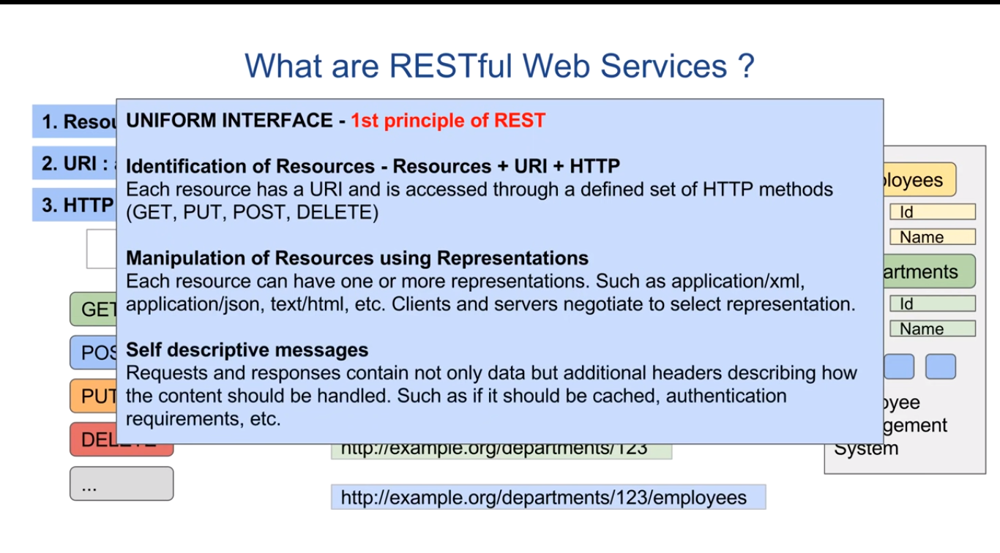 What are RESTful Web Services ?
1. Resou
2. URI :
3. HTTP
UNIFORM INTERFACE - 1st principle of REST
Identification of Resources - Resources + URI + HTTP
Each resource has a URI and is accessed through a defined set of HTTP methods
(GET, PUT, POST, DELETE)
Manipulation of Resources using Representations
Each resource can have one or more representations. Such as application/xml,
application/json, text/html, etc. Clients and servers negotiate to select representation.
Self descriptive messages
Requests and responses contain not only data but additional headers describing how
the content should be handled. Such as if it should be cached, authentication
requirements, etc.
GET
POS
PUT
DELETE
...
http://example.org/departments/123
http://example.org/departments/123/employees
loyees
Id
Name
artments
Id
Name
oyee
gement
System